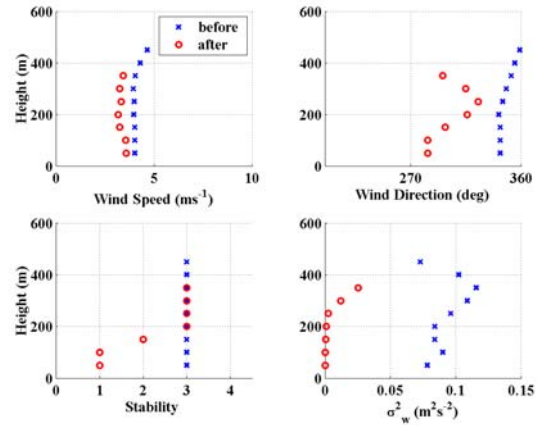 before
after
600
400
200
0
Height (m)
0 5 10
Wind Speed (ms⁻¹)
600
400
200
0
270 360
Wind Direction (deg)
600
400
200
0
Height (m)
0 1 2 3 4
Stability
600
400
200
0
0 0.05 0.1 0.15
σ²w (m²s⁻²)